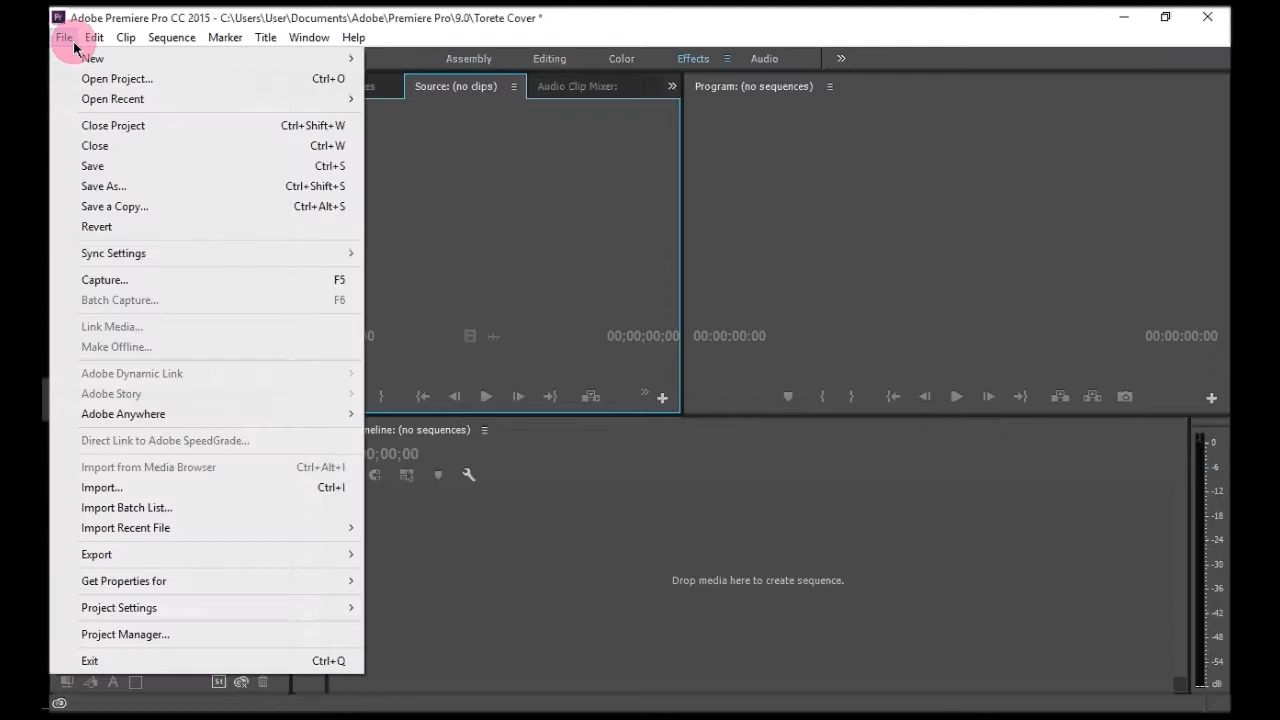 Pr Adobe Premiere Pro CC 2015 - C:\Users\User\Documents\Adobe\Premiere Pro\9.0\Torete Cover *
File Edit Clip Sequence Marker Title Window Help
Assembly Editing Color Effects Audio
es Source: (no clips) Audio Clip Mixer: Program: (no sequences)
New
Open Project... Ctrl+O
Open Recent
Close Project Ctrl+Shift+W
Close Ctrl+W
Save Ctrl+S
Save As... Ctrl+Shift+S
Save a Copy... Ctrl+Alt+S
Revert
Sync Settings
Capture... F5
Batch Capture... F6
Link Media...
Make Offline...
Adobe Dynamic Link
Adobe Story
Adobe Anywhere
Direct Link to Adobe SpeedGrade...
Import from Media Browser Ctrl+Alt+I
Import... Ctrl+I
Import Batch List...
Import Recent File
Export
Get Properties for
Project Settings
Project Manager...
Exit Ctrl+Q
0 00;00;00;00 00:00:00:00 00:00:00:00
neline: (no sequences)
0;00;00
Drop media here to create sequence.
0
-6
-12
-18
-24
-30
-36
-42
-48
-54
dB
St